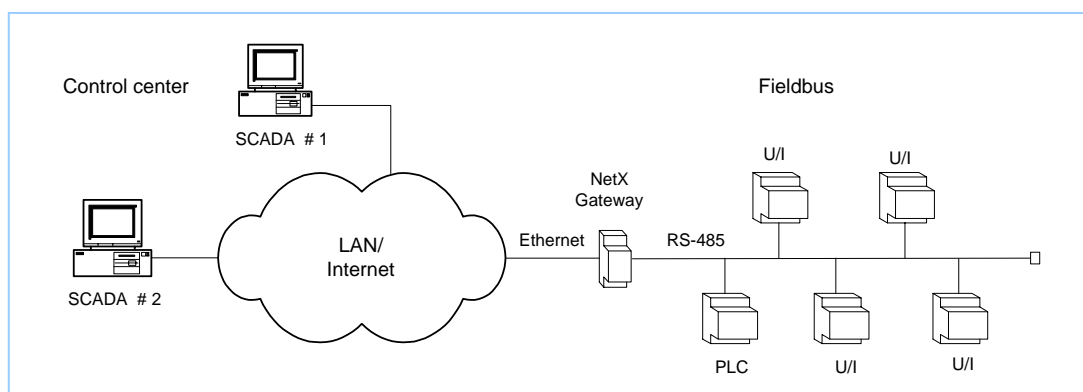 Control center
SCADA # 1
SCADA # 2
LAN/
Internet
Ethernet
NetX
Gateway
RS-485
Fieldbus
U/I
U/I
PLC
U/I
U/I